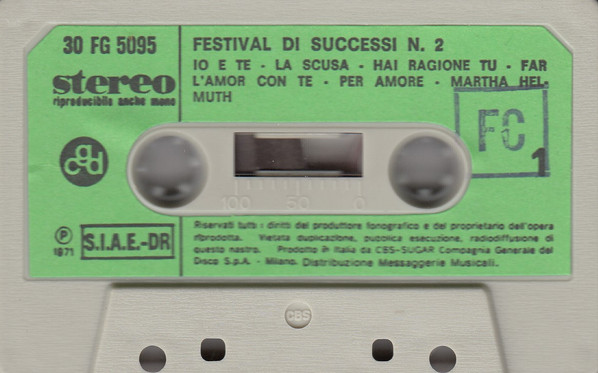 30 FG 5095
stereo
riproducibile anche mono
cgd
Ⓟ
1971
S.I.A.E.-DR
FESTIVAL DI SUCCESSI N. 2
IO E TE - LA SCUSA - HAI RAGIONE TU - FAR
L'AMOR CON TE - PER AMORE - MARTHA HEL-
MUTH
FC
1
100 50 0
Riservati tutti i diritti del produttore fonografico e del proprietario dell'opera
riprodotta. Vietata duplicazione, pubblica esecuzione, radiodiffusione di
questo nastro. Prodotto in Italia da CBS-SUGAR Compagnia Generale del
Disco S.p.A. - Milano. Distribuzione Messaggerie Musicali.
CBS